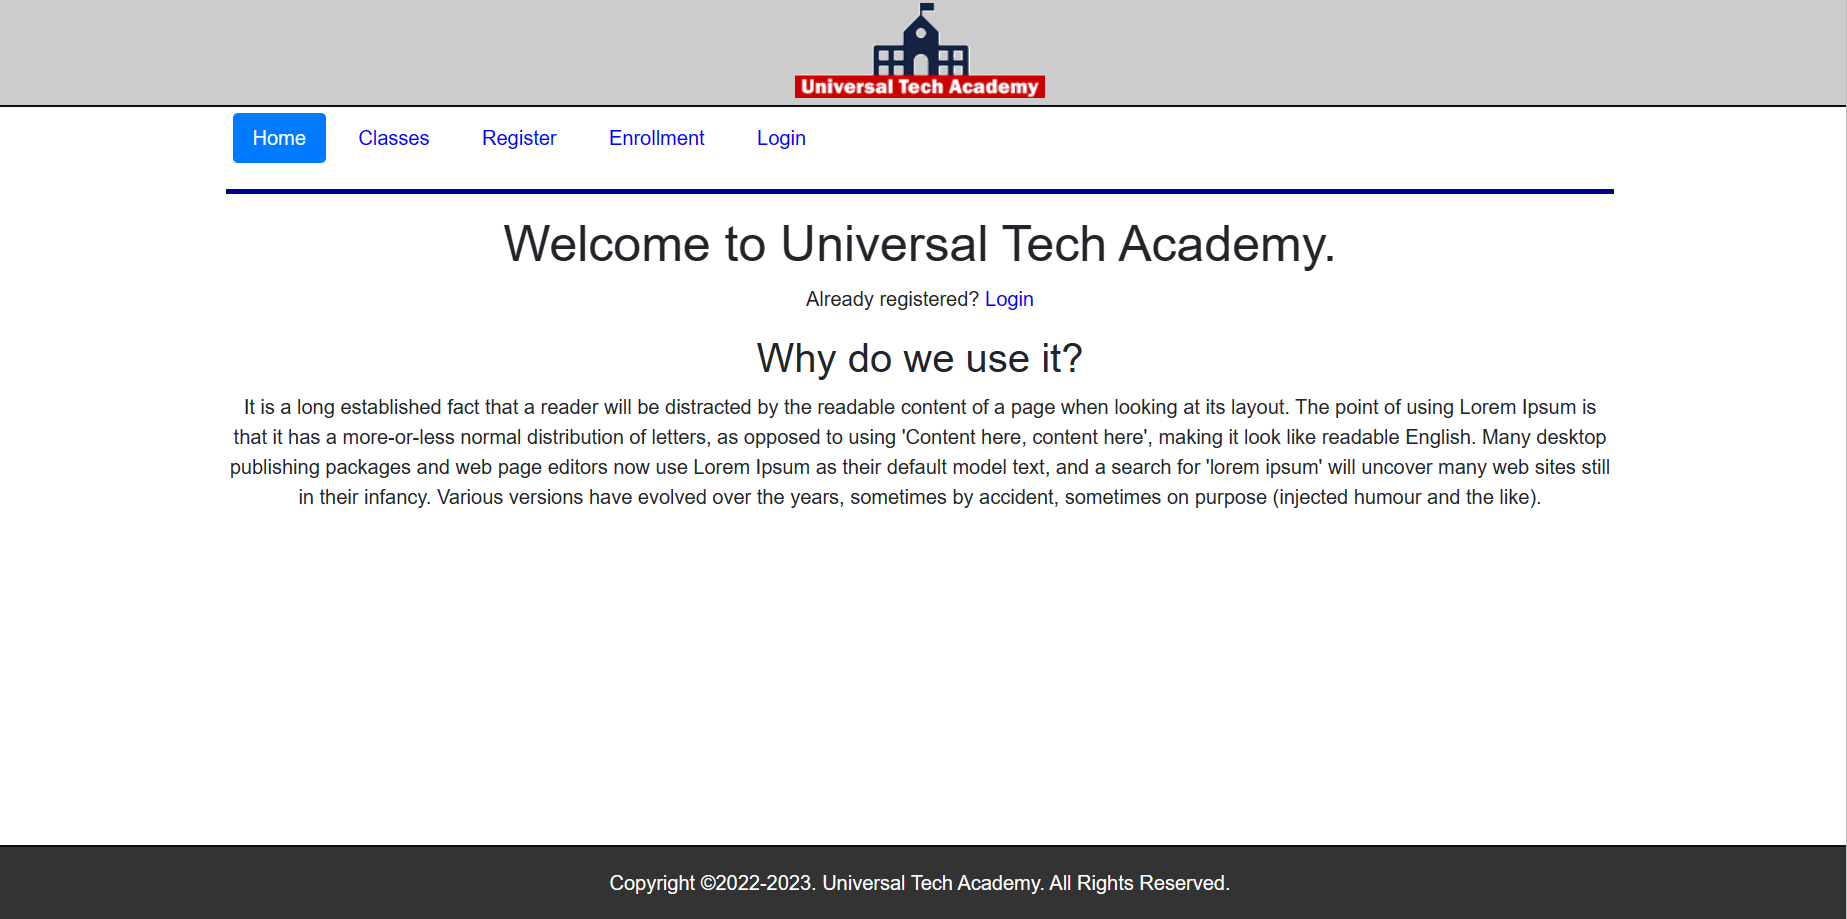 Universal Tech Academy
Home Classes Register Enrollment Login
Welcome to Universal Tech Academy.
Already registered? Login
Why do we use it?
It is a long established fact that a reader will be distracted by the readable content of a page when looking at its layout. The point of using Lorem Ipsum is
that it has a more-or-less normal distribution of letters, as opposed to using 'Content here, content here', making it look like readable English. Many desktop
publishing packages and web page editors now use Lorem Ipsum as their default model text, and a search for 'lorem ipsum' will uncover many web sites still
in their infancy. Various versions have evolved over the years, sometimes by accident, sometimes on purpose (injected humour and the like).
Copyright ©2022-2023. Universal Tech Academy. All Rights Reserved.